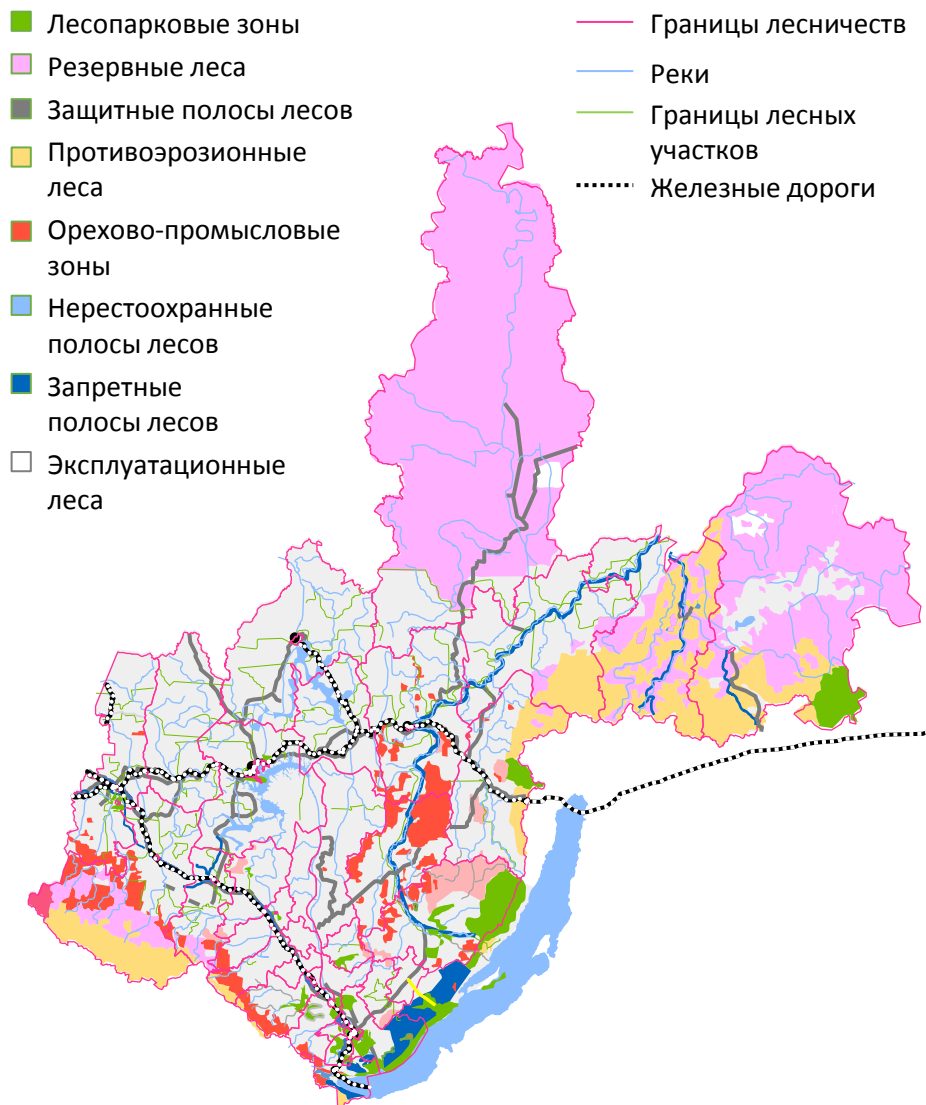 Лесопарковые зоны
Резервные леса
Защитные полосы лесов
Противоэрозионные
леса
Орехово-промысловые
зоны
Нерестоохранные
полосы лесов
Запретные
полосы лесов
Эксплуатационные
леса
Границы лесничеств
Реки
Границы лесных
участков
Железные дороги